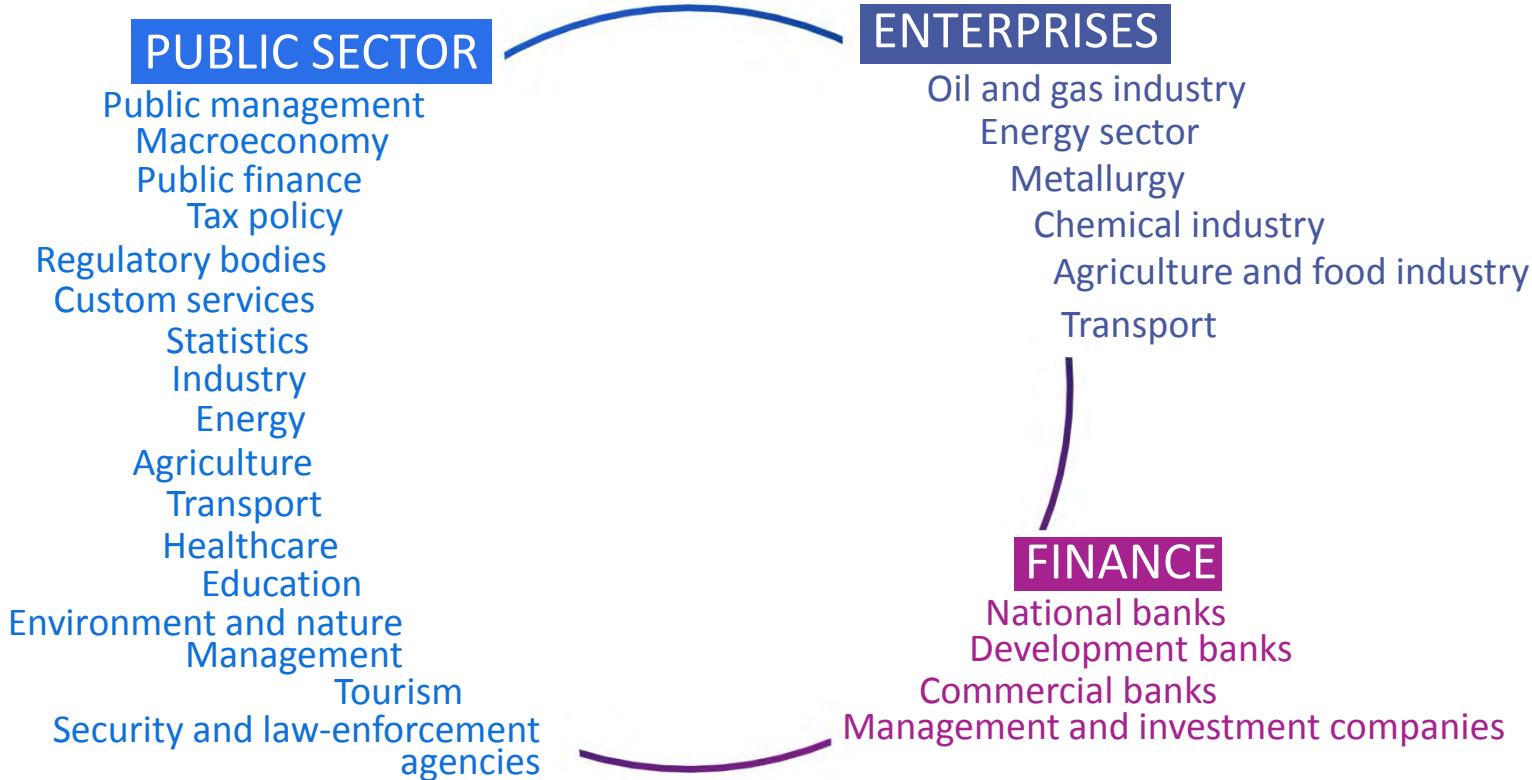 PUBLIC SECTOR
Public management
Macroeconomy
Public finance
Tax policy
Regulatory bodies
Custom services
Statistics
Industry
Energy
Agriculture
Transport
Healthcare
Education
Environment and nature
Management
Tourism
Security and law-enforcement
agencies
ENTERPRISES
Oil and gas industry
Energy sector
Metallurgy
Chemical industry
Agriculture and food industry
Transport
FINANCE
National banks
Development banks
Commercial banks
Management and investment companies